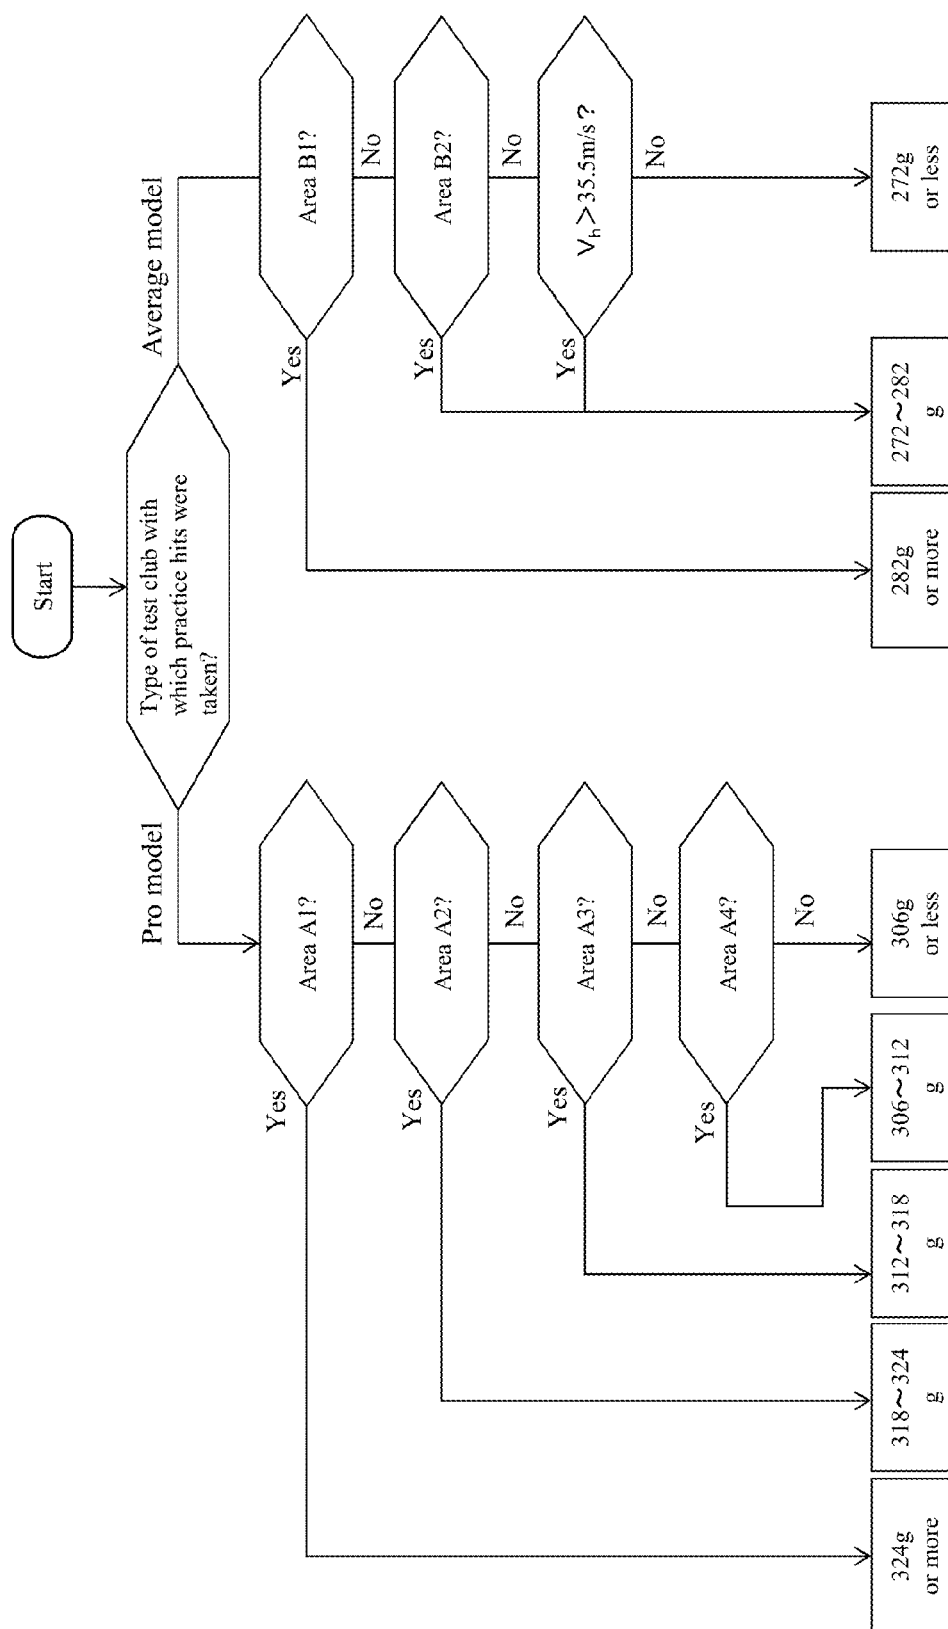 Start
Type of test club with
which practice hits were
taken?
Pro model
Average model
Area A1?
Yes
No
Area A2?
Yes
No
Area A3?
Yes
No
Area A4?
Yes
No
Area B1?
Yes
No
Area B2?
Yes
No
Vh>35.5m/s?
Yes
No
324g
or more
318~324
g
312~318
g
306~312
g
306g
or less
282g
or more
272~282
g
272g
or less